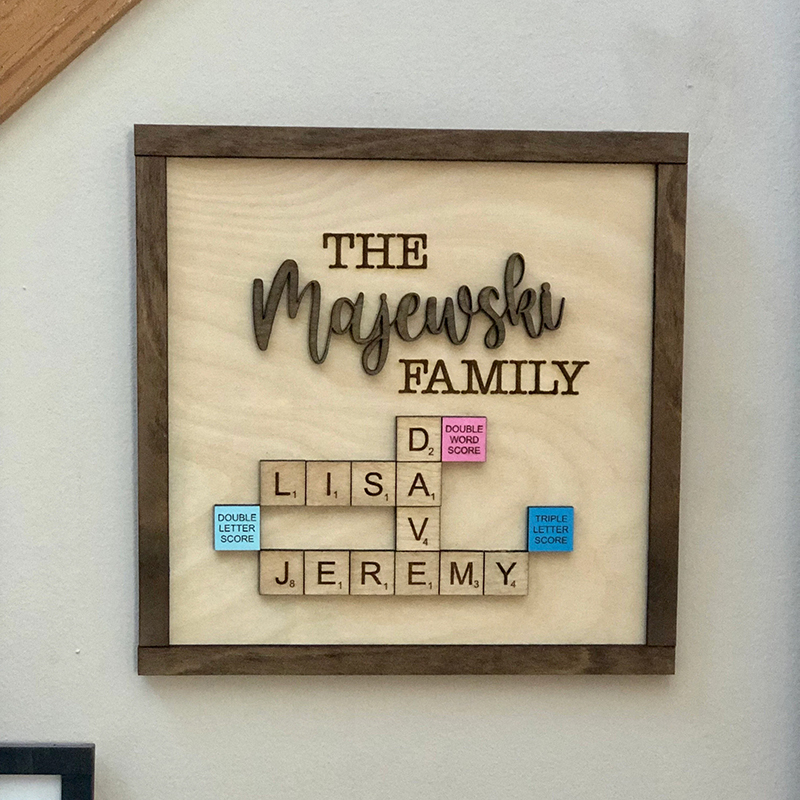 THE
Majewski
FAMILY
D2 DOUBLE WORD SCORE
L1 I1 S1 A1
DOUBLE LETTER SCORE V4 TRIPLE LETTER SCORE
J8 E1 R1 E1 M3 Y4